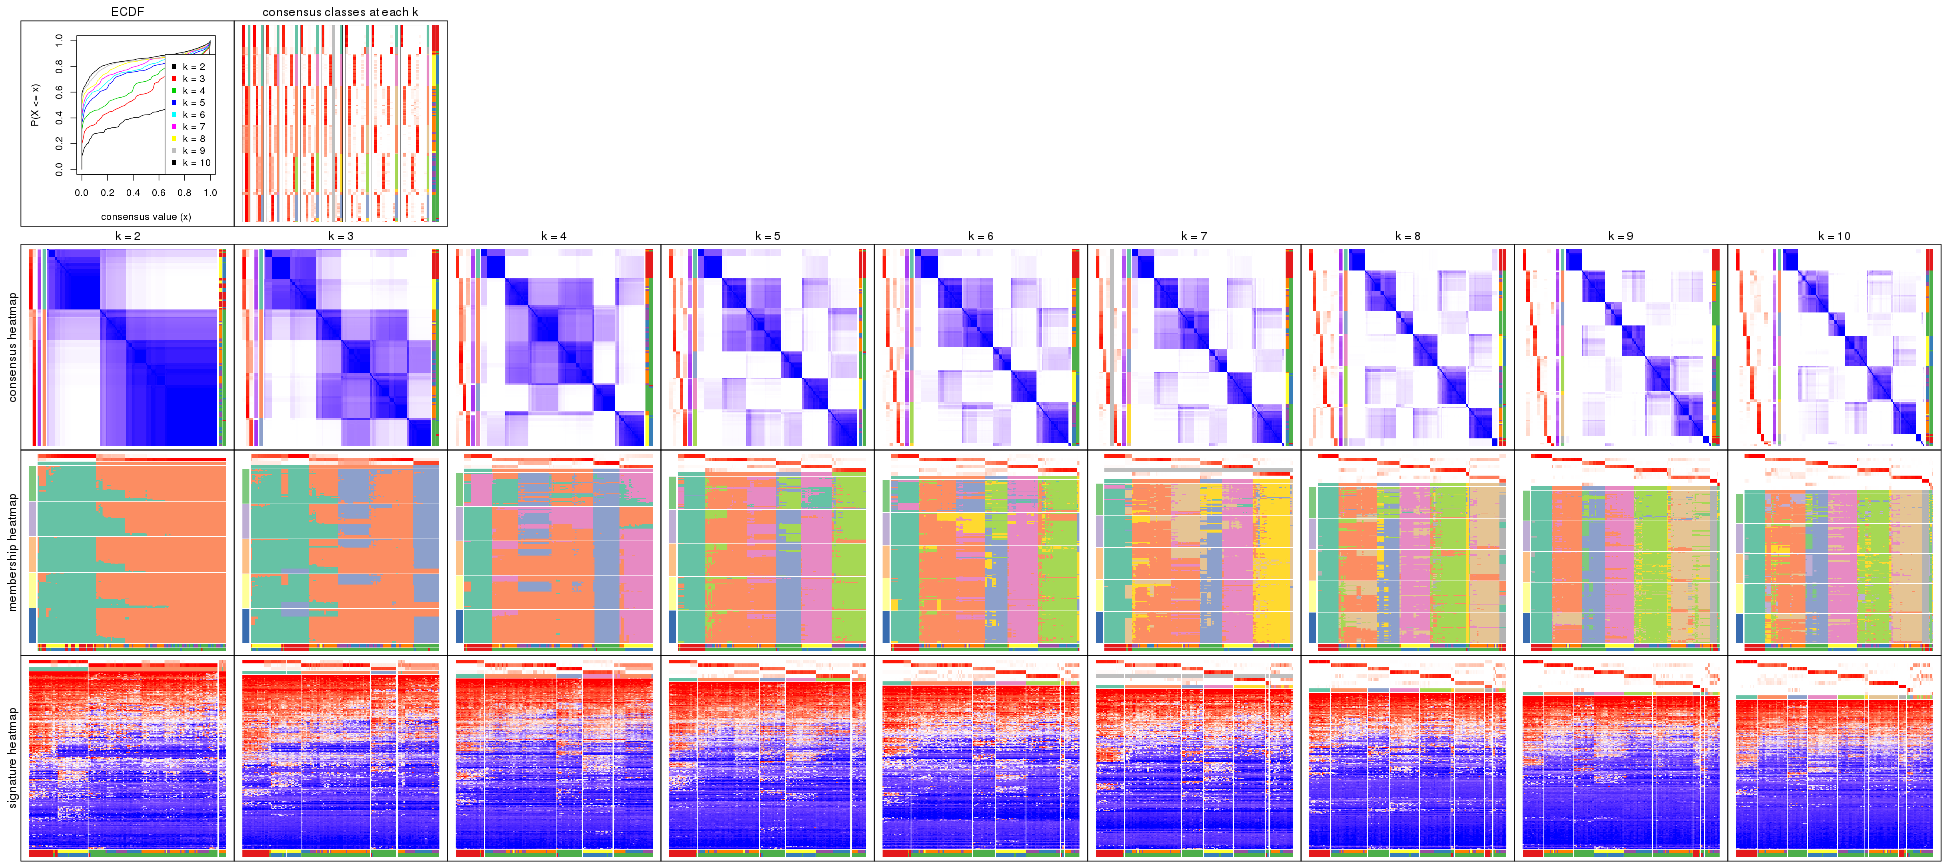 ECDF
consensus classes at each k
P(X <= x)
0.0
0.2
0.4
0.6
0.8
1.0
k = 2
k = 3
k = 4
k = 5
k = 6
k = 7
k = 8
k = 9
k = 10
0.0 0.2 0.4 0.6 0.8 1.0
consensus value (x)
k = 2 k = 3 k = 4 k = 5 k = 6 k = 7 k = 8 k = 9 k = 10
consensus heatmap
membership heatmap
signature heatmap